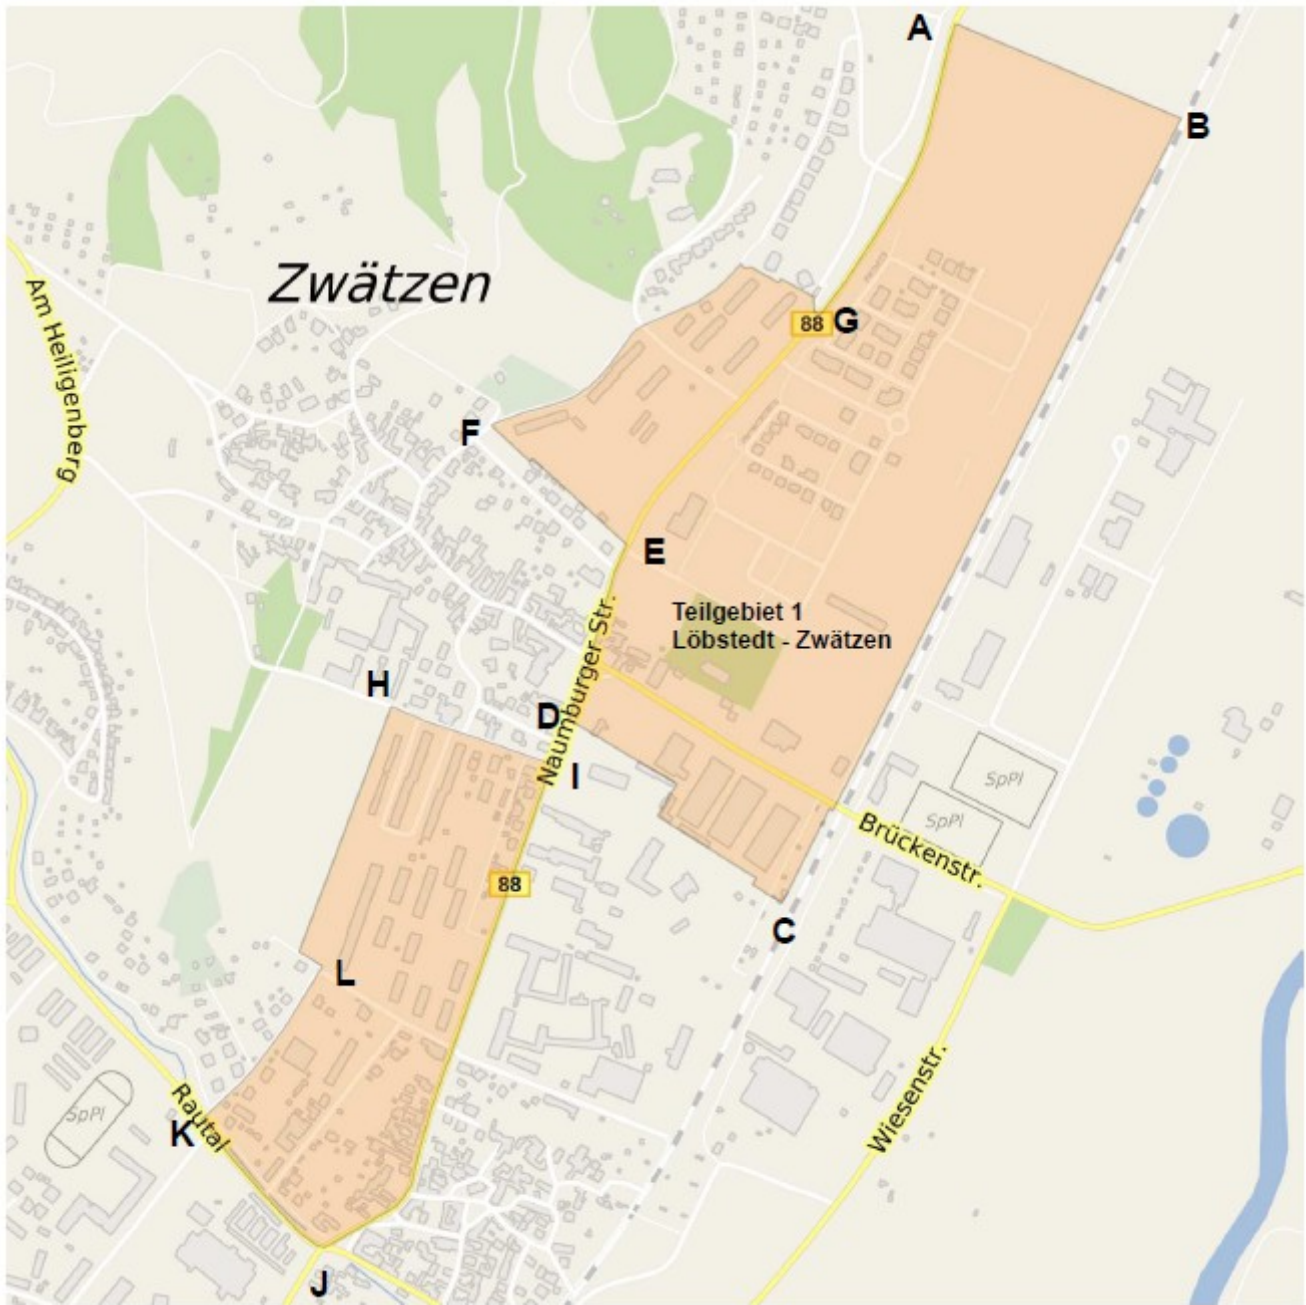 A
B
Zwätzen
Am Heiligenberg
88
G
F
E
Teilgebiet 1
Löbstedt - Zwätzen
H
D
Naumburger Str.
I
SpPl
SpPl
Brückenstr.
88
C
L
Wiesenstr.
SpPl
Rautal
K
J